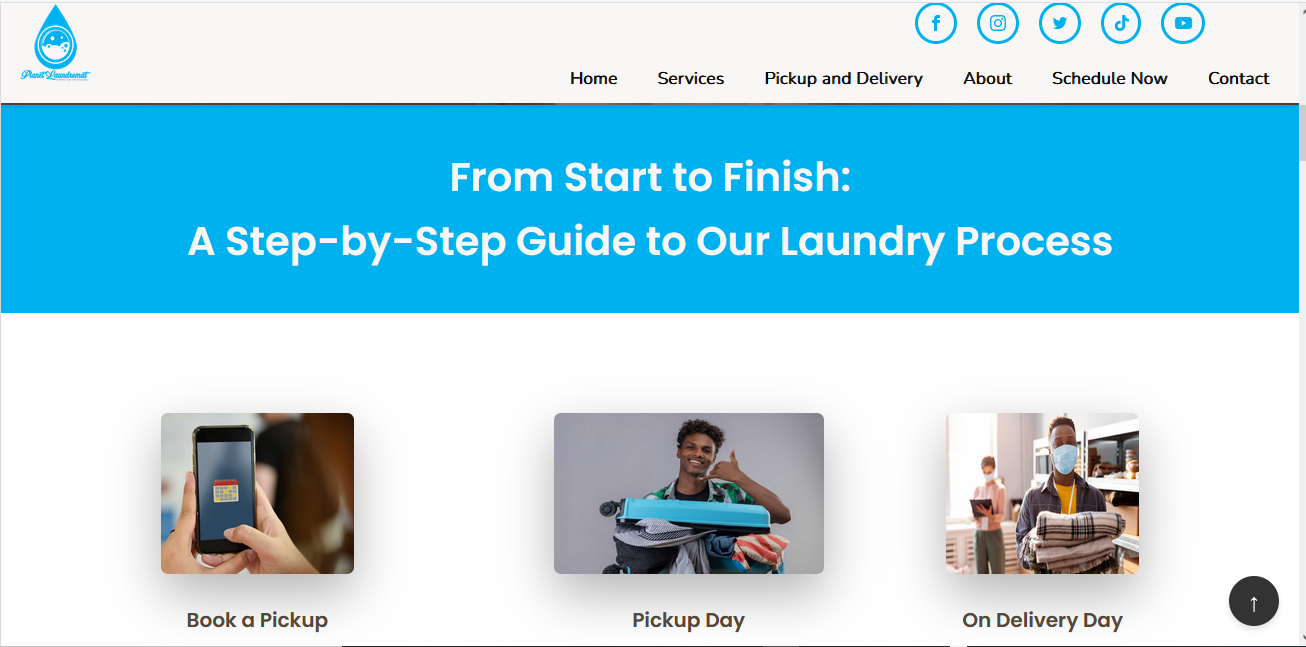 Planet Laundromat
Home Services Pickup and Delivery About Schedule Now Contact
From Start to Finish:
A Step-by-Step Guide to Our Laundry Process
Book a Pickup Pickup Day On Delivery Day